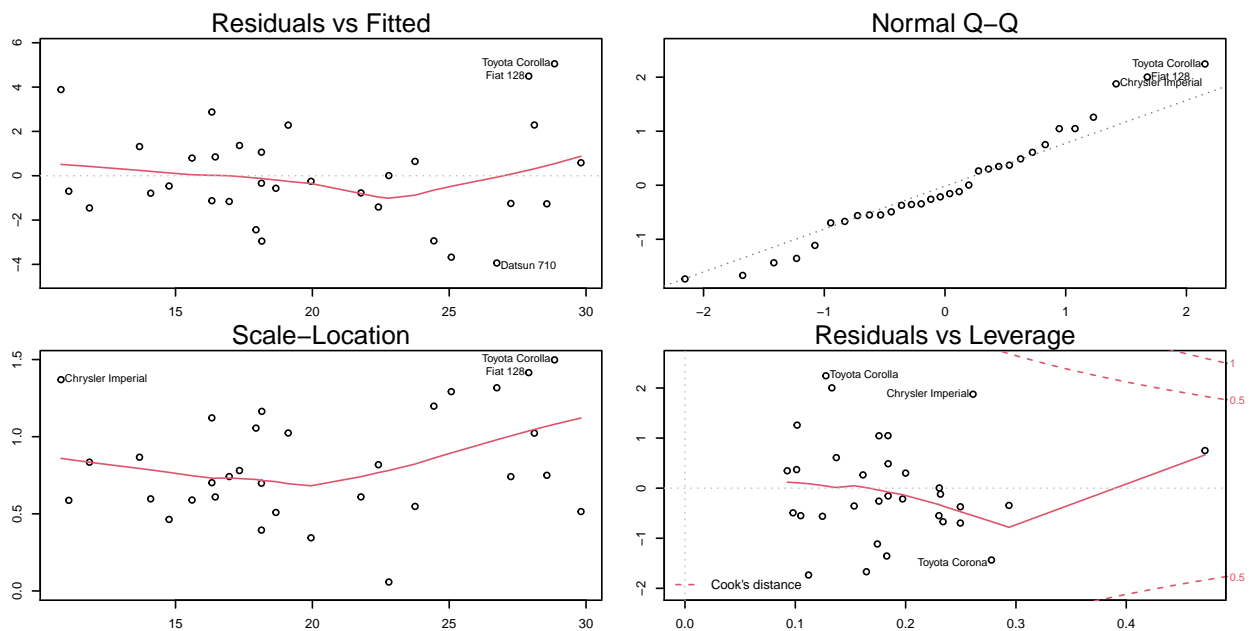 Residuals vs Fitted
6
4
2
0
−2
−4
15
20
25
30
Toyota Corolla
Fiat 128
Datsun 710
Normal Q−Q
2
1
0
−1
−2
−1
0
1
2
Toyota Corolla
Fiat 128
Chrysler Imperial
Scale−Location
1.5
1.0
0.5
0.0
15
20
25
30
Chrysler Imperial
Toyota Corolla
Fiat 128
Residuals vs Leverage
2
1
0
−1
−2
0.0
0.1
0.2
0.3
0.4
Toyota Corolla
Chrysler Imperial
Toyota Corona
Cook's distance
1
0.5
0.5